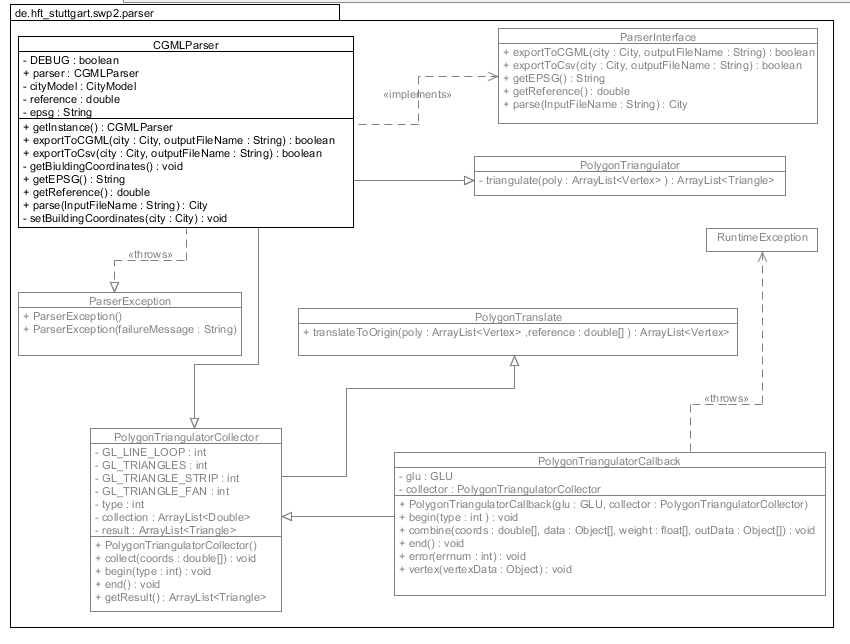 de.hft_stuttgart.swp2.parser
CGMLParser
- DEBUG : boolean
+ parser : CGMLParser
- cityModel : CityModel
- reference : double
- epsg : String
+ getInstance() : CGMLParser
+ exportToCGML(city : City, outputFileName : String) : boolean
+ exportToCsv(city : City, outputFileName : String) : boolean
- getBiuldingCoordinates() : void
+ getEPSG() : String
+ getReference() : double
+ parse(InputFileName : String) : City
- setBuildingCoordinates(city : City) : void
«implements»
ParserInterface
+ exportToCGML(city : City, outputFileName : String) : boolean
+ exportToCsv(city : City, outputFileName : String) : boolean
+ getEPSG() : String
+ getReference() : double
+ parse(InputFileName : String) : City
PolygonTriangulator
- triangulate(poly : ArrayList<Vertex> ) : ArrayList<Triangle>
RuntimeException
«throws»
ParserException
+ ParserException()
+ ParserException(failureMessage : String)
PolygonTranslate
+ translateToOrigin(poly : ArrayList<Vertex> ,reference : double[] ) : ArrayList<Vertex>
«throws»
PolygonTriangulatorCollector
- GL_LINE_LOOP : int
- GL_TRIANGLES : int
- GL_TRIANGLE_STRIP : int
- GL_TRIANGLE_FAN : int
- type : int
- collection : ArrayList<Double>
- result : ArrayList<Triangle>
+ PolygonTriangulatorCollector()
+ collect(coords : double[]) : void
+ begin(type : int) : void
+ end() : void
+ getResult() : ArrayList<Triangle>
PolygonTriangulatorCallback
- glu : GLU
- collector : PolygonTriangulatorCollector
+ PolygonTriangulatorCallback(glu : GLU, collector : PolygonTriangulatorCollector)
+ begin(type : int ) : void
+ combine(coords : double[], data : Object[], weight : float[], outData : Object[]) : void
+ end() : void
+ error(errnum : int) : void
+ vertex(vertexData : Object) : void